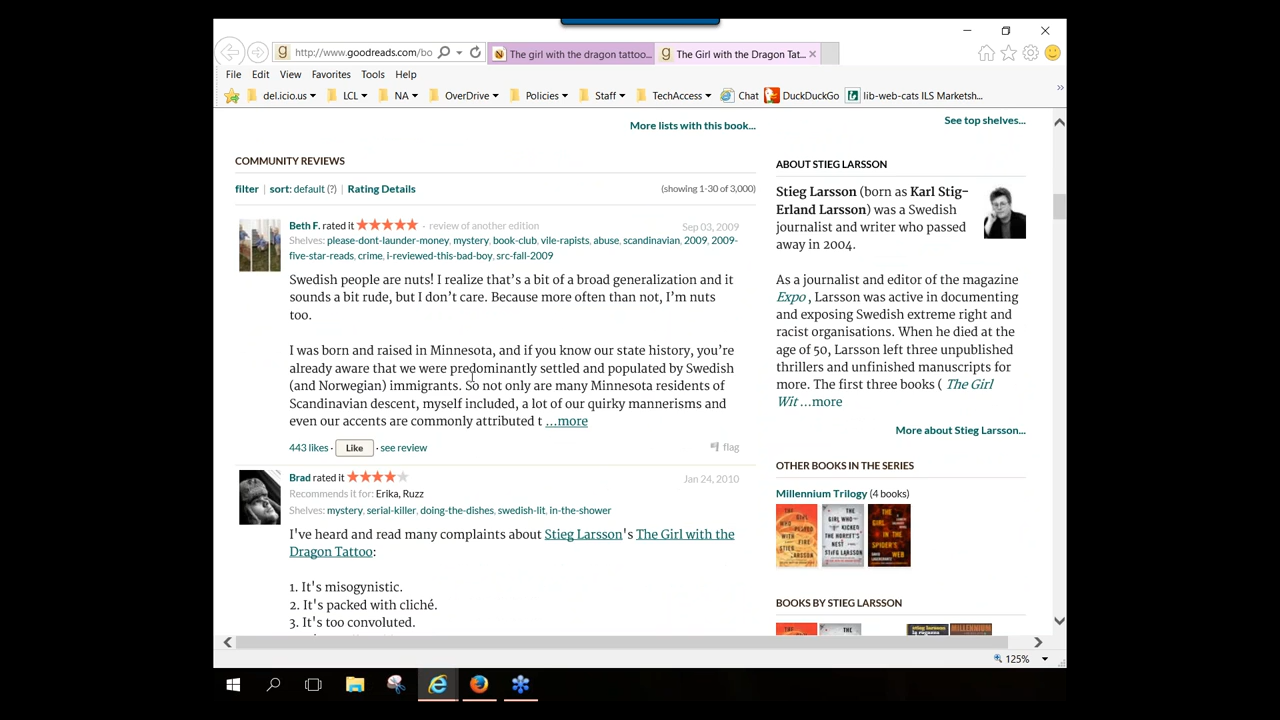 http://www.goodreads.com/bo
The girl with the dragon tattoo...
The Girl with the Dragon Tat...
File Edit View Favorites Tools Help
del.icio.us LCL NA OverDrive Policies Staff TechAccess Chat DuckDuckGo lib-web-cats ILS Marketsh...
More lists with this book...
See top shelves...
COMMUNITY REVIEWS
filter | sort: default (?) | Rating Details (showing 1-30 of 3,000)
Beth F. rated it - review of another edition Sep 03, 2009
Shelves: please-dont-launder-money, mystery, book-club, vile-rapists, abuse, scandinavian, 2009, 2009-
five-star-reads, crime, i-reviewed-this-bad-boy, src-fall-2009
Swedish people are nuts! I realize that's a bit of a broad generalization and it
sounds a bit rude, but I don't care. Because more often than not, I'm nuts
too.
I was born and raised in Minnesota, and if you know our state history, you're
already aware that we were predominantly settled and populated by Swedish
(and Norwegian) immigrants. So not only are many Minnesota residents of
Scandinavian descent, myself included, a lot of our quirky mannerisms and
even our accents are commonly attributed t ...more
443 likes · Like · see review flag
Brad rated it Jan 24, 2010
Recommends it for: Erika, Ruzz
Shelves: mystery, serial-killer, doing-the-dishes, swedish-lit, in-the-shower
I've heard and read many complaints about Stieg Larsson's The Girl with the
Dragon Tattoo:
1. It's misogynistic.
2. It's packed with cliché.
3. It's too convoluted.
ABOUT STIEG LARSSON
Stieg Larsson (born as Karl Stig-
Erland Larsson) was a Swedish
journalist and writer who passed
away in 2004.
As a journalist and editor of the magazine
Expo, Larsson was active in documenting
and exposing Swedish extreme right and
racist organisations. When he died at the
age of 50, Larsson left three unpublished
thrillers and unfinished manuscripts for
more. The first three books ( The Girl
Wit ...more
More about Stieg Larsson...
OTHER BOOKS IN THE SERIES
Millennium Trilogy (4 books)
BOOKS BY STIEG LARSSON
125%